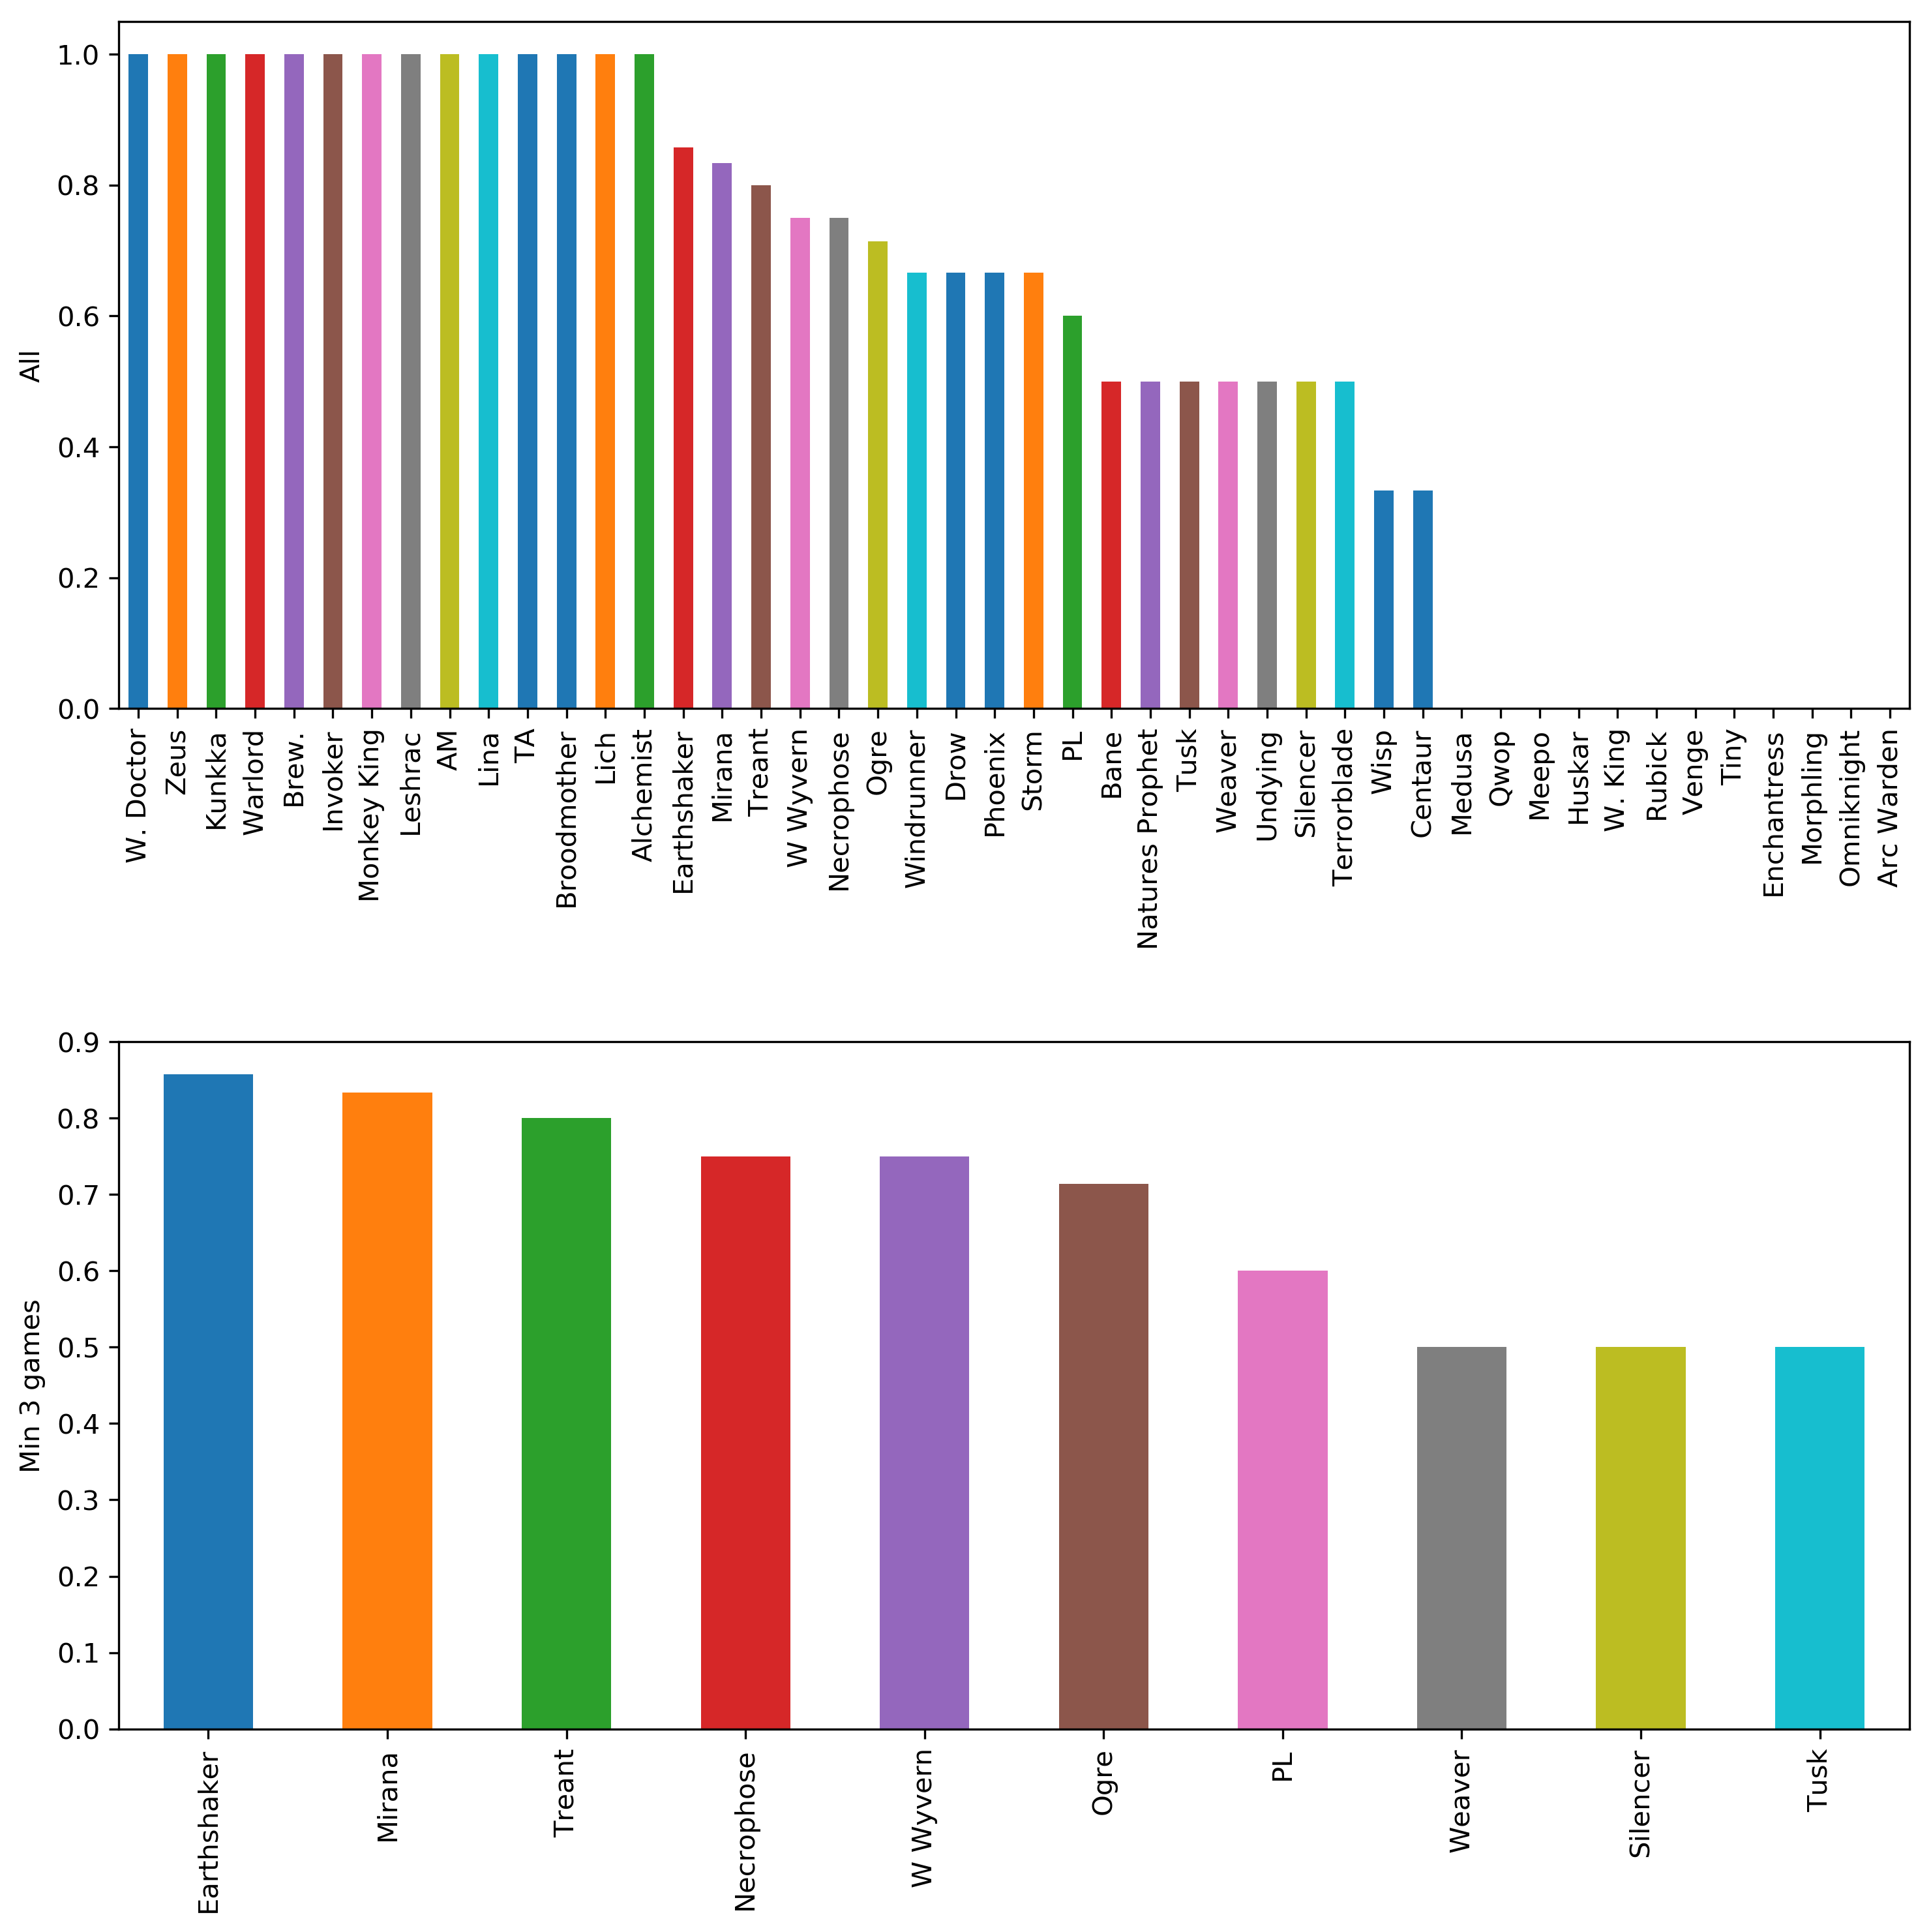 1.0
0.8
0.6
0.4
0.2
0.0
All
W. Doctor
Zeus
Kunkka
Warlord
Brew.
Invoker
Monkey King
Leshrac
AM
Lina
TA
Broodmother
Lich
Alchemist
Earthshaker
Mirana
Treant
W Wyvern
Necrophose
Ogre
Windrunner
Drow
Phoenix
Storm
PL
Bane
Natures Prophet
Tusk
Weaver
Undying
Silencer
Terrorblade
Wisp
Centaur
Medusa
Qwop
Meepo
Huskar
W. King
Rubick
Venge
Tiny
Enchantress
Morphling
Omniknight
Arc Warden
0.9
0.8
0.7
0.6
0.5
0.4
0.3
0.2
0.1
0.0
Min 3 games
Earthshaker
Mirana
Treant
Necrophose
W Wyvern
Ogre
PL
Weaver
Silencer
Tusk